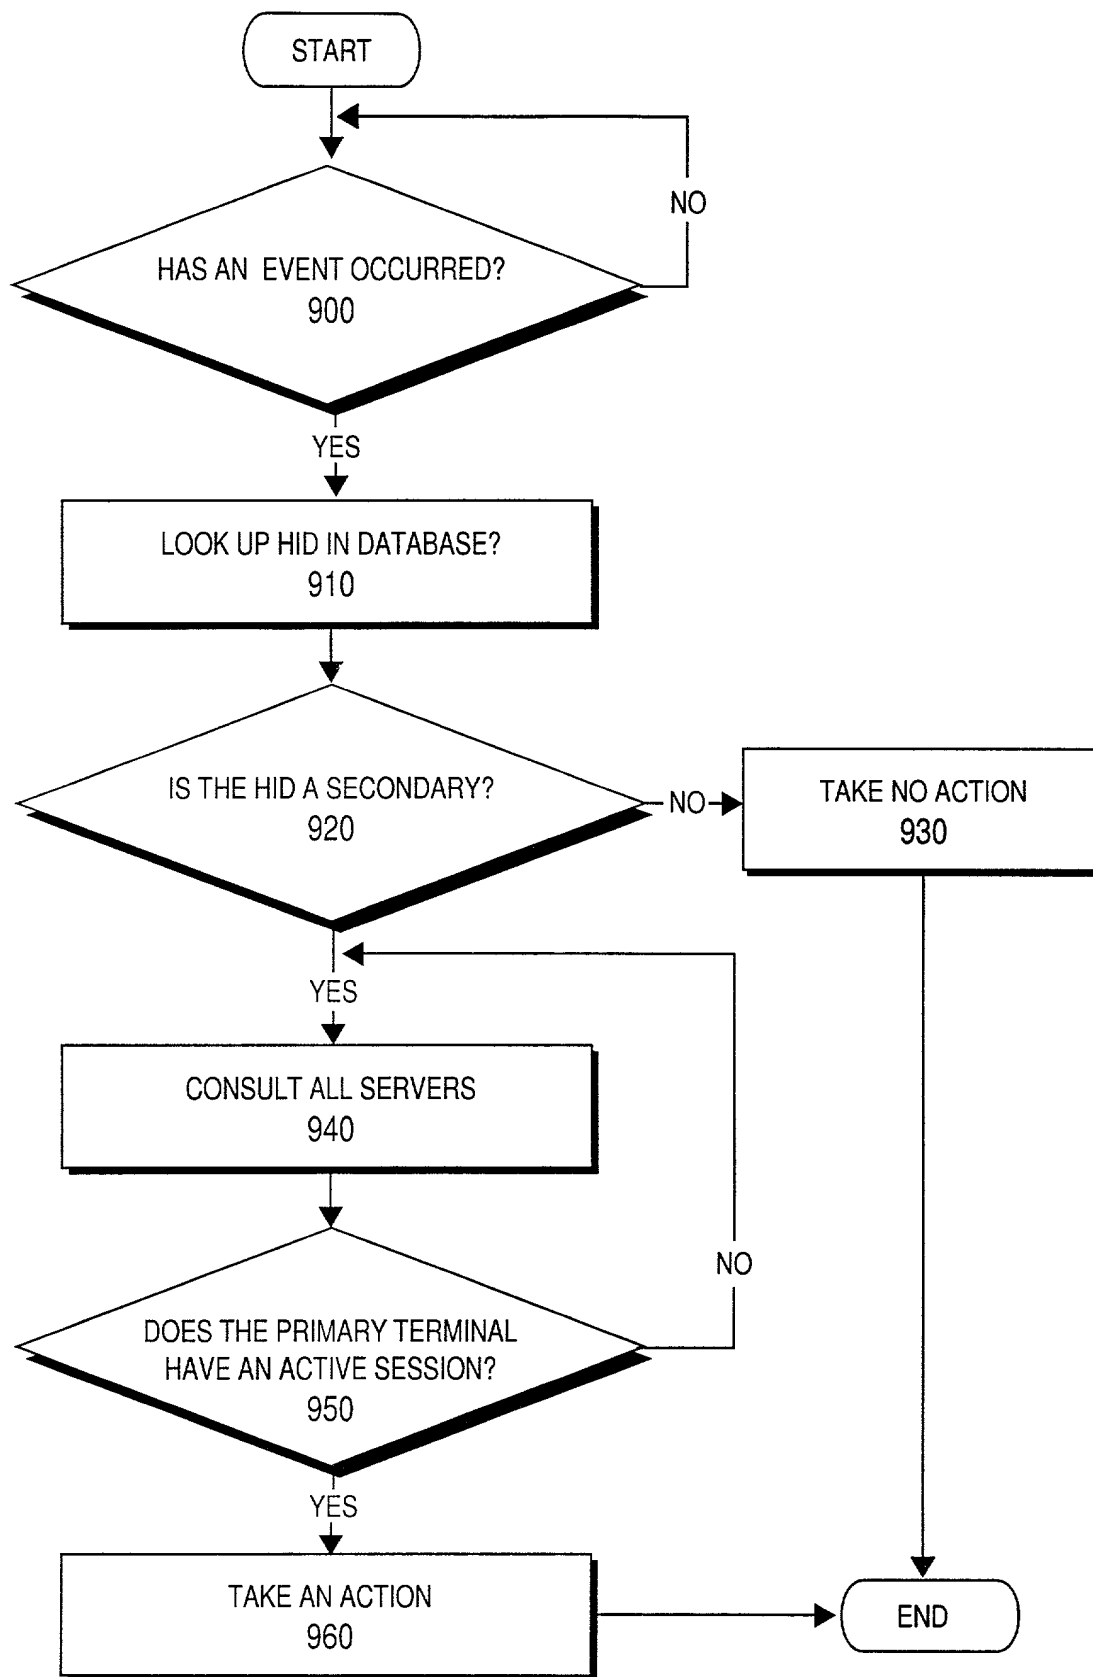 START
NO
HAS AN EVENT OCCURRED?
900
YES
LOOK UP HID IN DATABASE?
910
IS THE HID A SECONDARY?
920
NO
TAKE NO ACTION
930
YES
CONSULT ALL SERVERS
940
NO
DOES THE PRIMARY TERMINAL
HAVE AN ACTIVE SESSION?
950
YES
TAKE AN ACTION
960
END